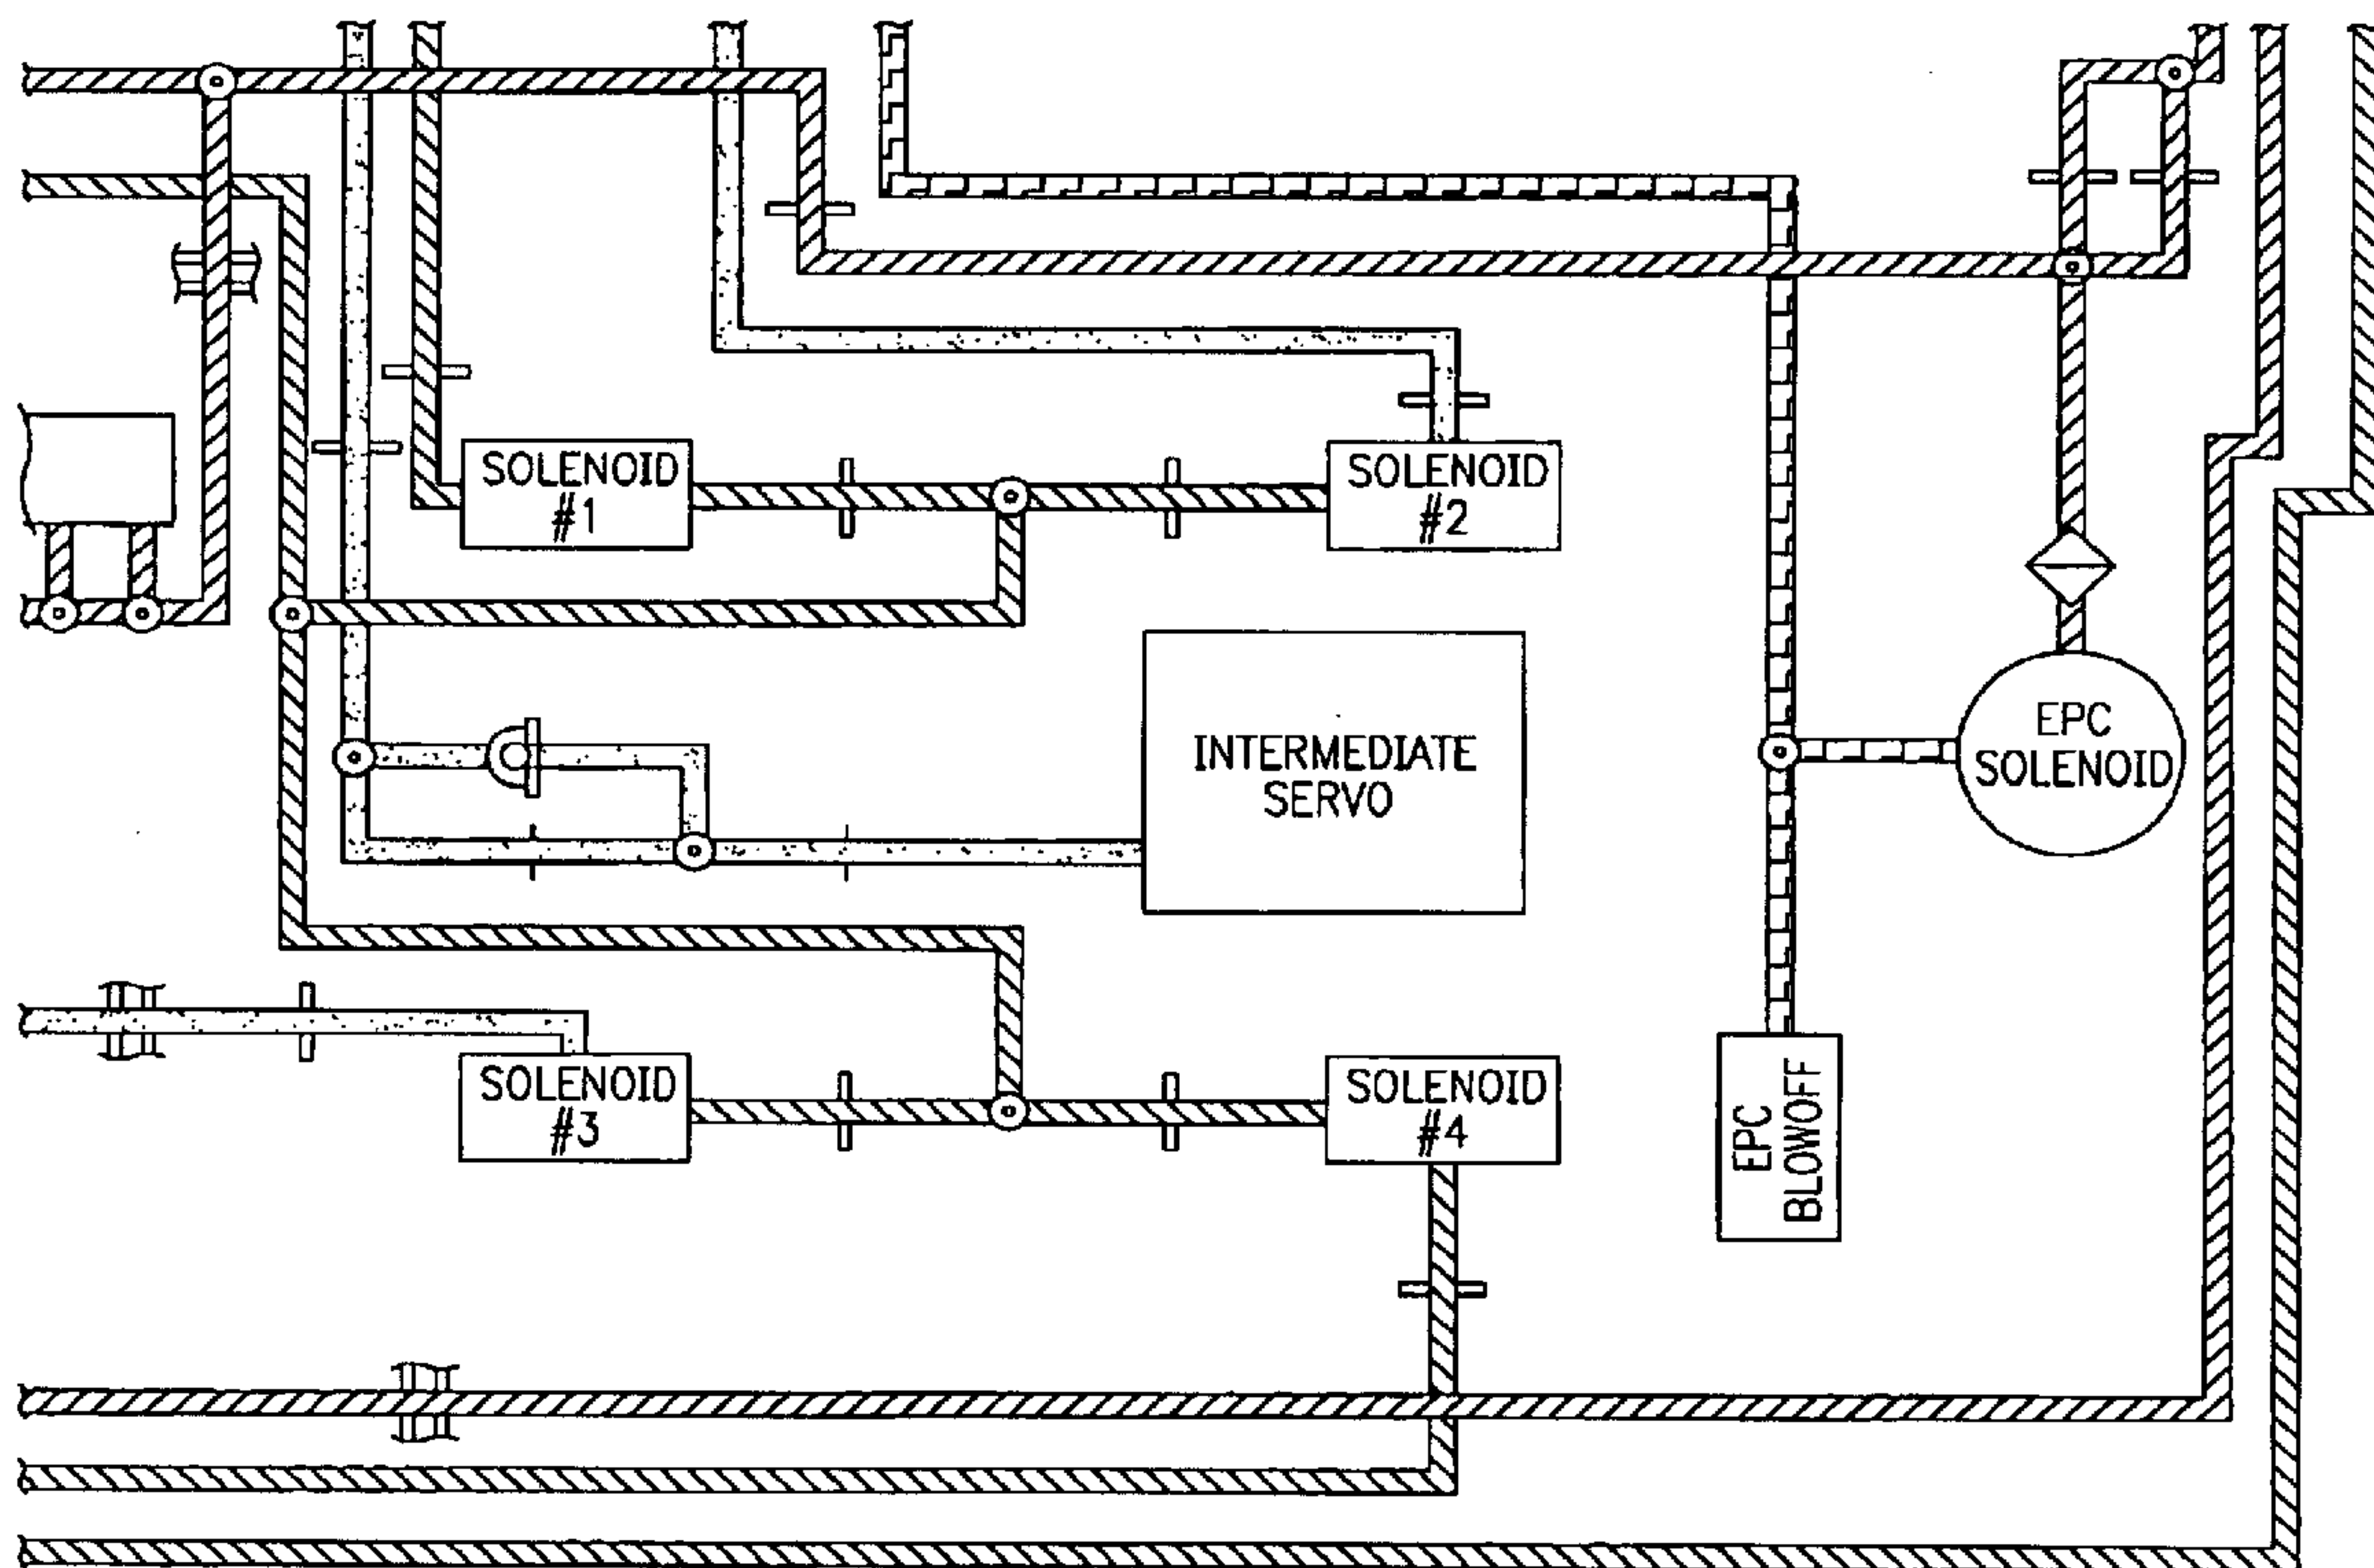 SOLENOID
#1
SOLENOID
#2
INTERMEDIATE
SERVO
EPC
SOLENOID
SOLENOID
#3
SOLENOID
#4
EPC
BLOWOFF